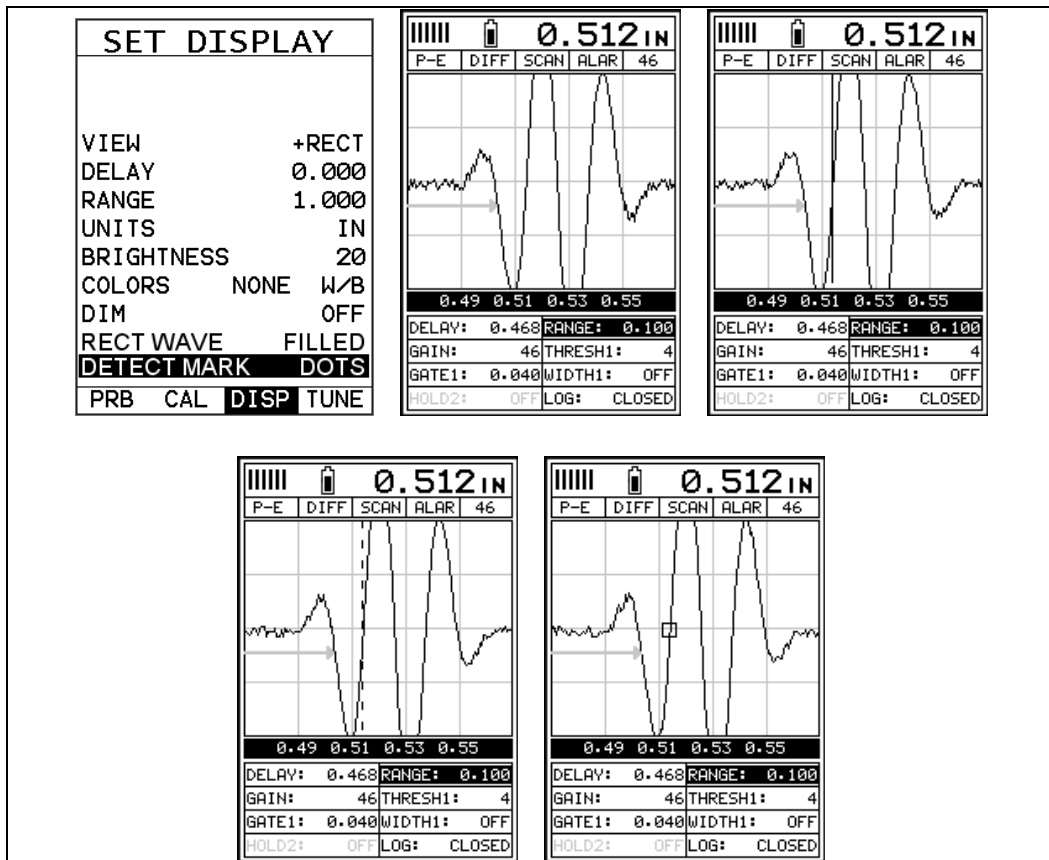 SET DISPLAY
VIEW +RECT
DELAY 0.000
RANGE 1.000
UNITS IN
BRIGHTNESS 20
COLORS NONE W/B
DIM OFF
RECT WAVE FILLED
DETECT MARK DOTS
PRB CAL DISP TUNE
0.512 IN
P-E DIFF SCAN ALAR 46
0.49 0.51 0.53 0.55
DELAY: 0.468 RANGE: 0.100
GAIN: 46 THRESH1: 4
GATE1: 0.040 WIDTH1: OFF
HOLD2: OFF LOG: CLOSED
0.512 IN
P-E DIFF SCAN ALAR 46
0.49 0.51 0.53 0.55
DELAY: 0.468 RANGE: 0.100
GAIN: 46 THRESH1: 4
GATE1: 0.040 WIDTH1: OFF
HOLD2: OFF LOG: CLOSED
0.512 IN
P-E DIFF SCAN ALAR 46
0.49 0.51 0.53 0.55
DELAY: 0.468 RANGE: 0.100
GAIN: 46 THRESH1: 4
GATE1: 0.040 WIDTH1: OFF
HOLD2: OFF LOG: CLOSED
0.512 IN
P-E DIFF SCAN ALAR 46
0.49 0.51 0.53 0.55
DELAY: 0.468 RANGE: 0.100
GAIN: 46 THRESH1: 4
GATE1: 0.040 WIDTH1: OFF
HOLD2: OFF LOG: CLOSED